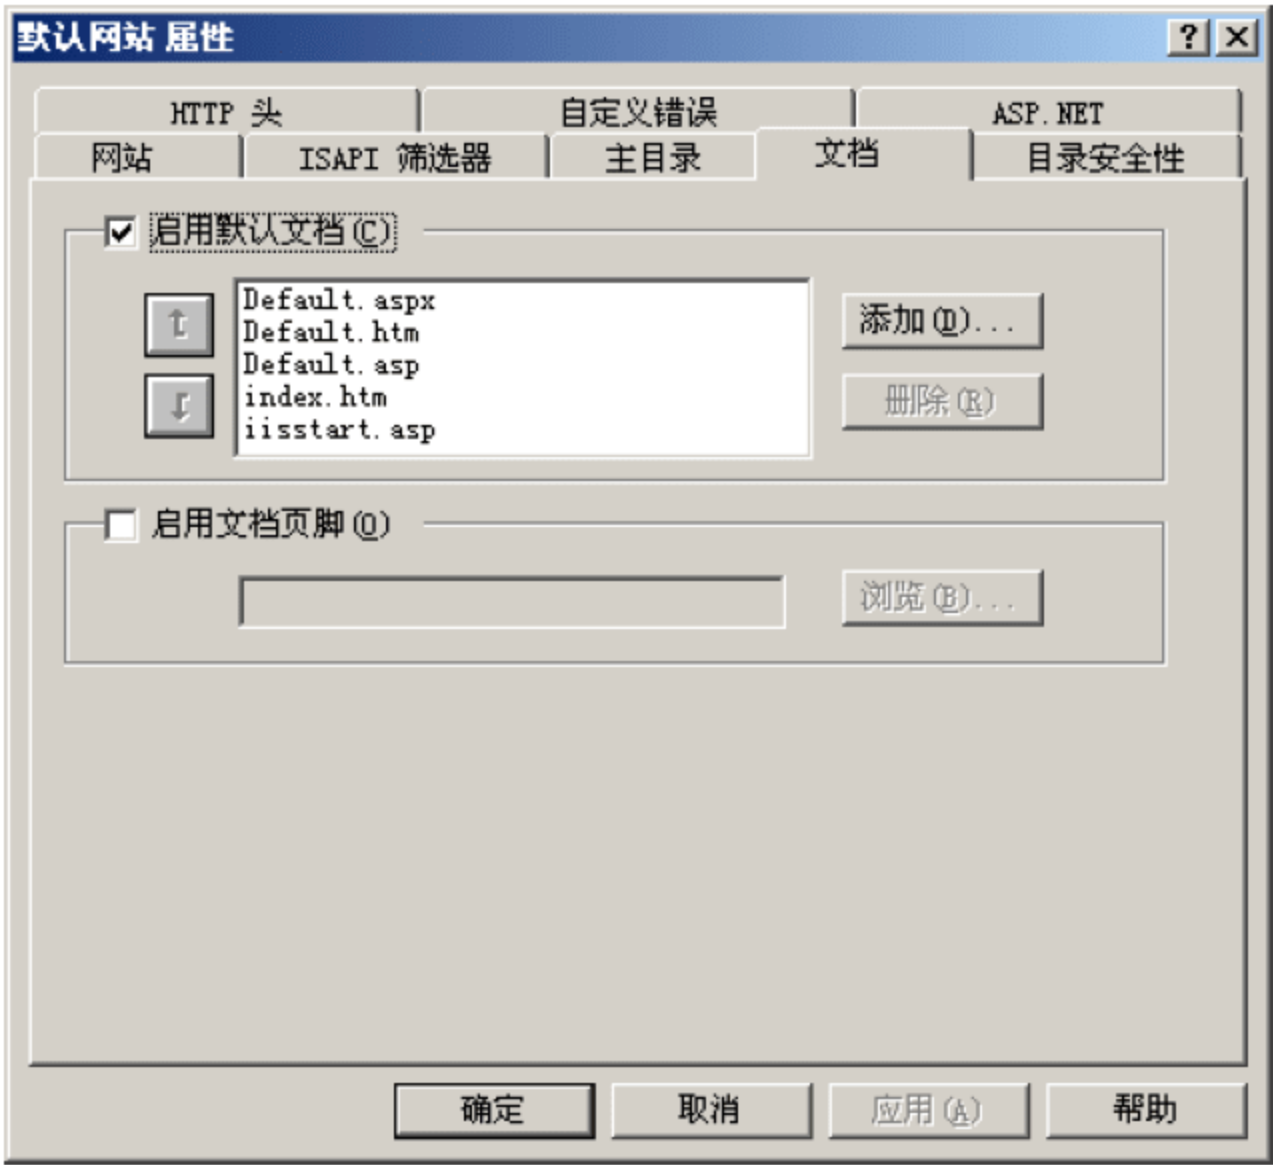 默认网站 属性
HTTP 头 自定义错误 ASP.NET
网站 ISAPI 筛选器 主目录 文档 目录安全性
启用默认文档(C)
Default.aspx
Default.htm
Default.asp
index.htm
iisstart.asp
添加(D)...
删除(R)
启用文档页脚(O)
浏览(B)...
确定 取消 应用(A) 帮助